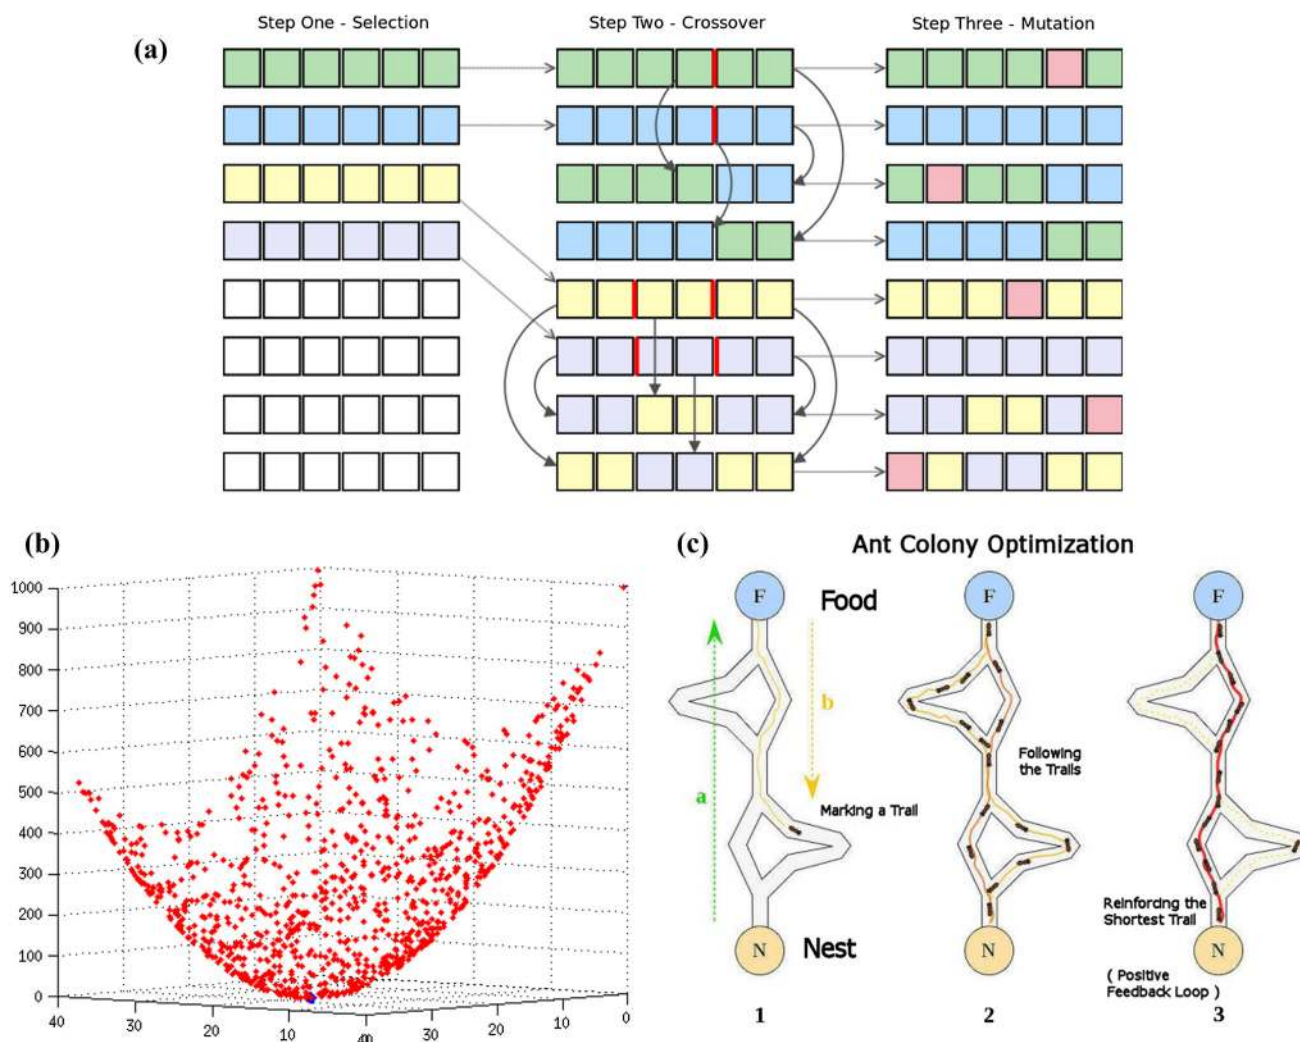 Step One - Selection
Step Two - Crossover
Step Three - Mutation
(a)
(b)
1000
900
800
700
600
500
400
300
200
100
0
40
30
20
10
30
20
10
0
(c)
Ant Colony Optimization
F
Food
F
F
b
a
Marking a Trail
Following
the Trails
Reinforcing the
Shortest Trail
N
Nest
N
N
( Positive
Feedback Loop )
1
2
3